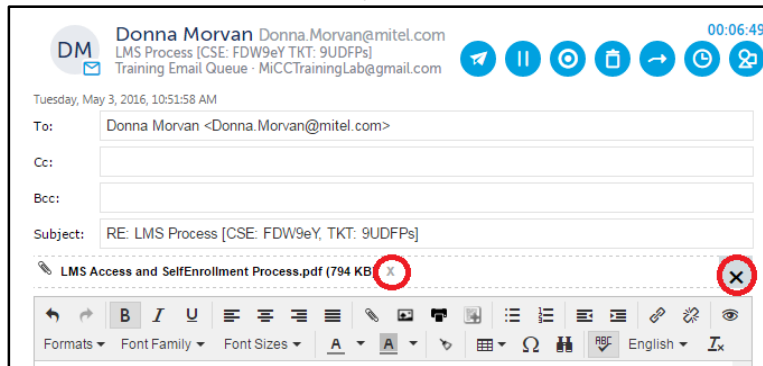 00:06:49
DM
Donna Morvan Donna.Morvan@mitel.com
LMS Process [CSE: FDW9eY TKT: 9UDFPs]
Training Email Queue · MiCCTrainingLab@gmail.com
Tuesday, May 3, 2016, 10:51:58 AM
To: Donna Morvan <Donna.Morvan@mitel.com>
Cc:
Bcc:
Subject: RE: LMS Process [CSE: FDW9eY, TKT: 9UDFPs]
LMS Access and SelfEnrollment Process.pdf (794 KB) X
B I U
Formats Font Family Font Sizes A A Ω ABC English Ix